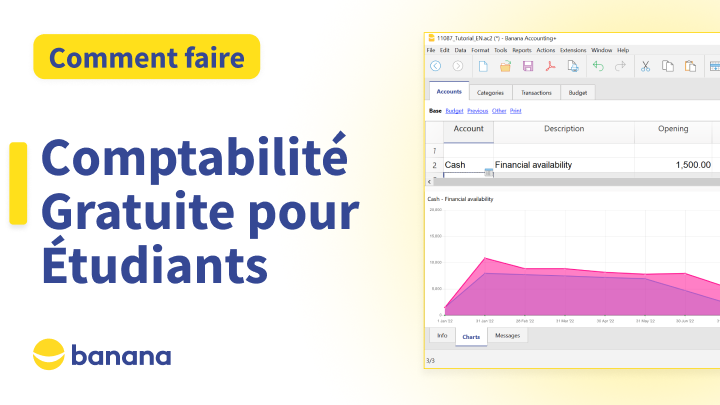 Comment faire
Comptabilité
Gratuite pour
Étudiants
banana
11087_Tutorial_EN.ac2 (*) - Banana Accounting+
File Edit Data Format Tools Reports Actions Extensions Window Help
Accounts Categories Transactions Budget
Base Budget Previous Other Print
Account Description Opening
1
2 Cash Financial availability 1,500.00
Cash - Financial availability
20,000
15,000
10,000
5,000
0
1 Jan '22 31 Jan '22 28 Feb '22 31 Mar '22 30 Apr '22 31 May '22 30 Jun '22
Info Charts Messages
3/3